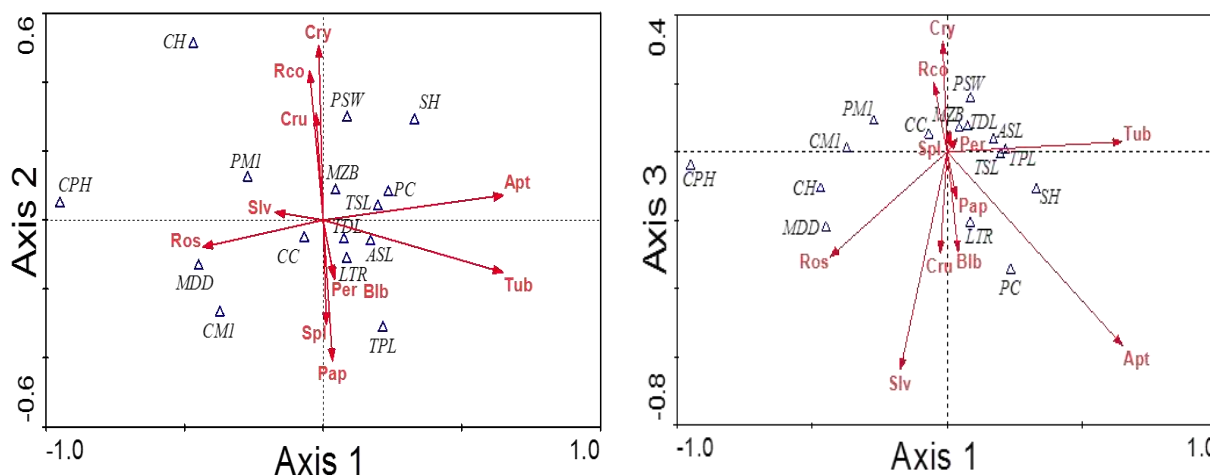 0.6
Cry
CH
Rco
PSW
SH
Cru
PM1
MZB
Apt
CPH
PC
Slv
TSL
Axis 2
Ros
TDL
CC
ASL
MDD
LTR
Per Blb
Tub
CM1
Spl
TPL
Pap
-0.6
-1.0
Axis 1
1.0
0.4
Cry
Rco
PSW
PM1
MZB
TDL
CC
ASL
Tub
CM1
Spl
Per
TSL
TPL
CPH
CH
SH
Axis 3
Pap
MDD
LTR
Ros
Cru
Blb
PC
Apt
Slv
-0.8
-1.0
Axis 1
1.0